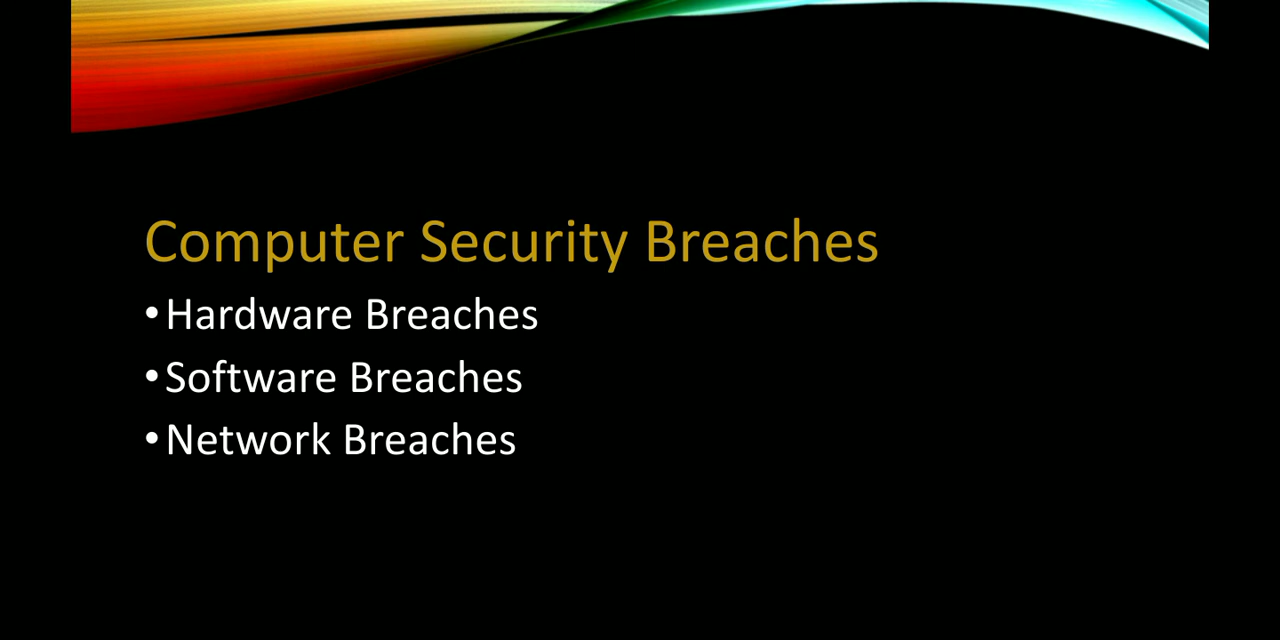 Computer Security Breaches
•Hardware Breaches
•Software Breaches
•Network Breaches